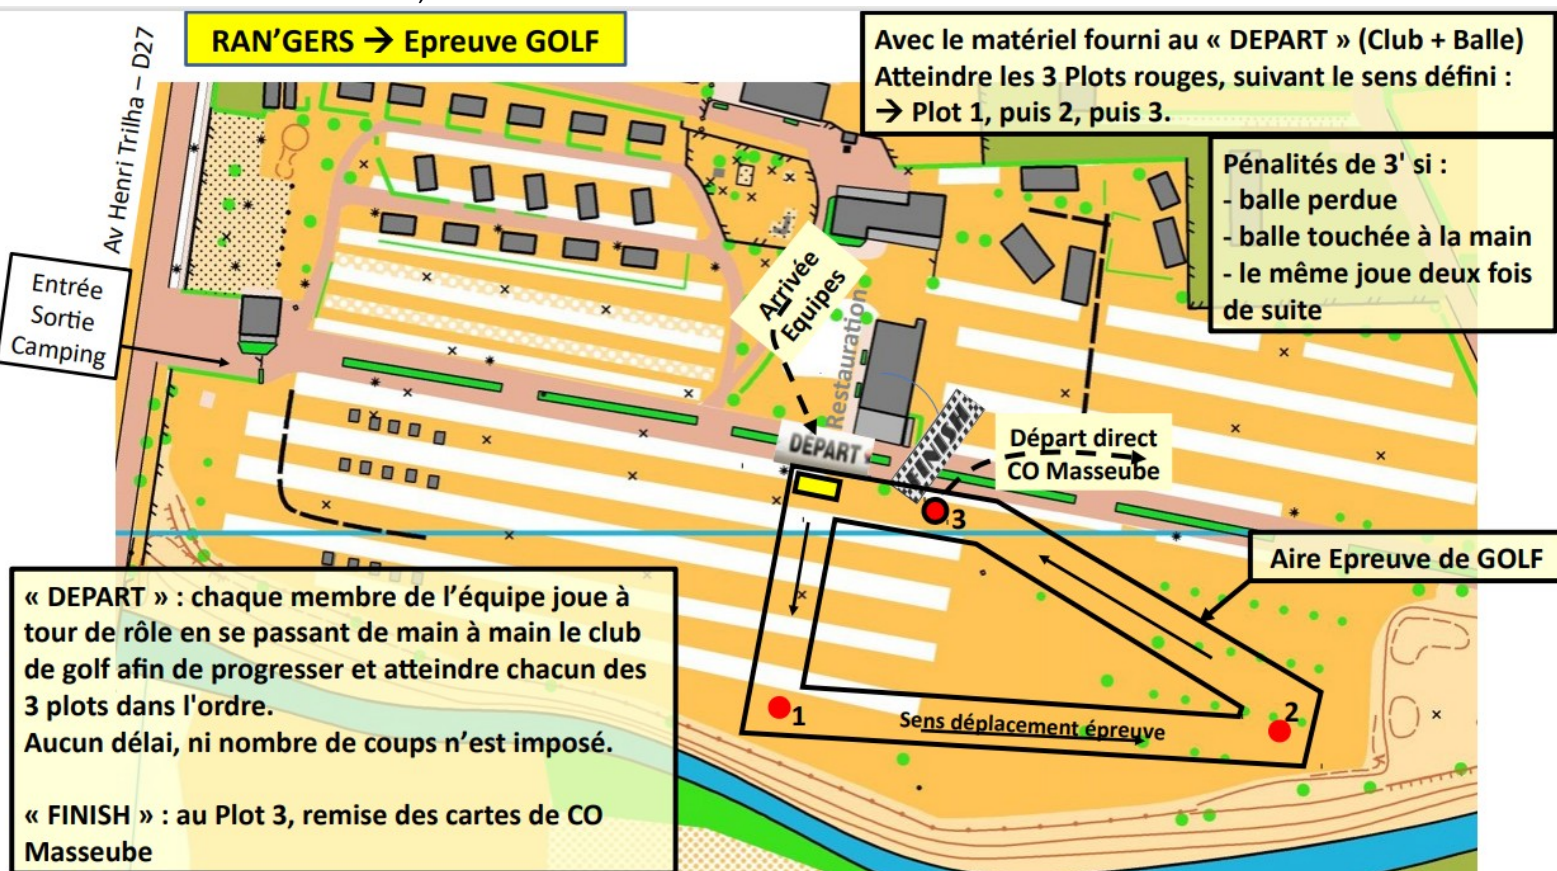 RAN'GERS → Epreuve GOLF
Avec le matériel fourni au « DEPART » (Club + Balle)
Atteindre les 3 Plots rouges, suivant le sens défini :
→ Plot 1, puis 2, puis 3.
Pénalités de 3' si :
- balle perdue
- balle touchée à la main
- le même joue deux fois
de suite
Av Henri Trilha – D27
Entrée
Sortie
Camping
Arrivée
Equipes
Restauration
DÉPART
FINISH
Départ direct
CO Masseube
3
Aire Epreuve de GOLF
1
2
Sens déplacement épreuve
« DEPART » : chaque membre de l'équipe joue à
tour de rôle en se passant de main à main le club
de golf afin de progresser et atteindre chacun des
3 plots dans l'ordre.
Aucun délai, ni nombre de coups n'est imposé.
« FINISH » : au Plot 3, remise des cartes de CO
Masseube